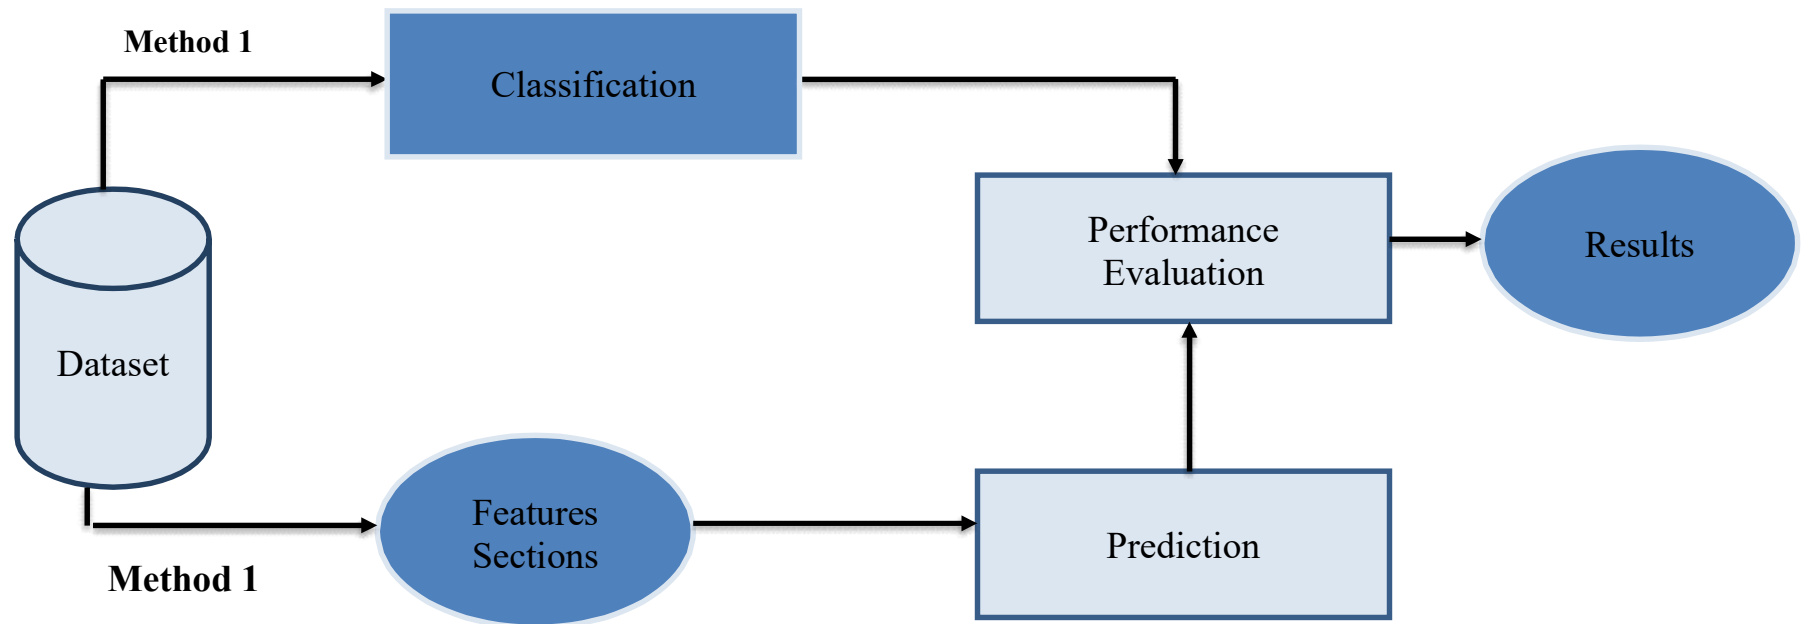 Method 1
Classification
Performance
Evaluation
Results
Dataset
Features
Sections
Prediction
Method 1